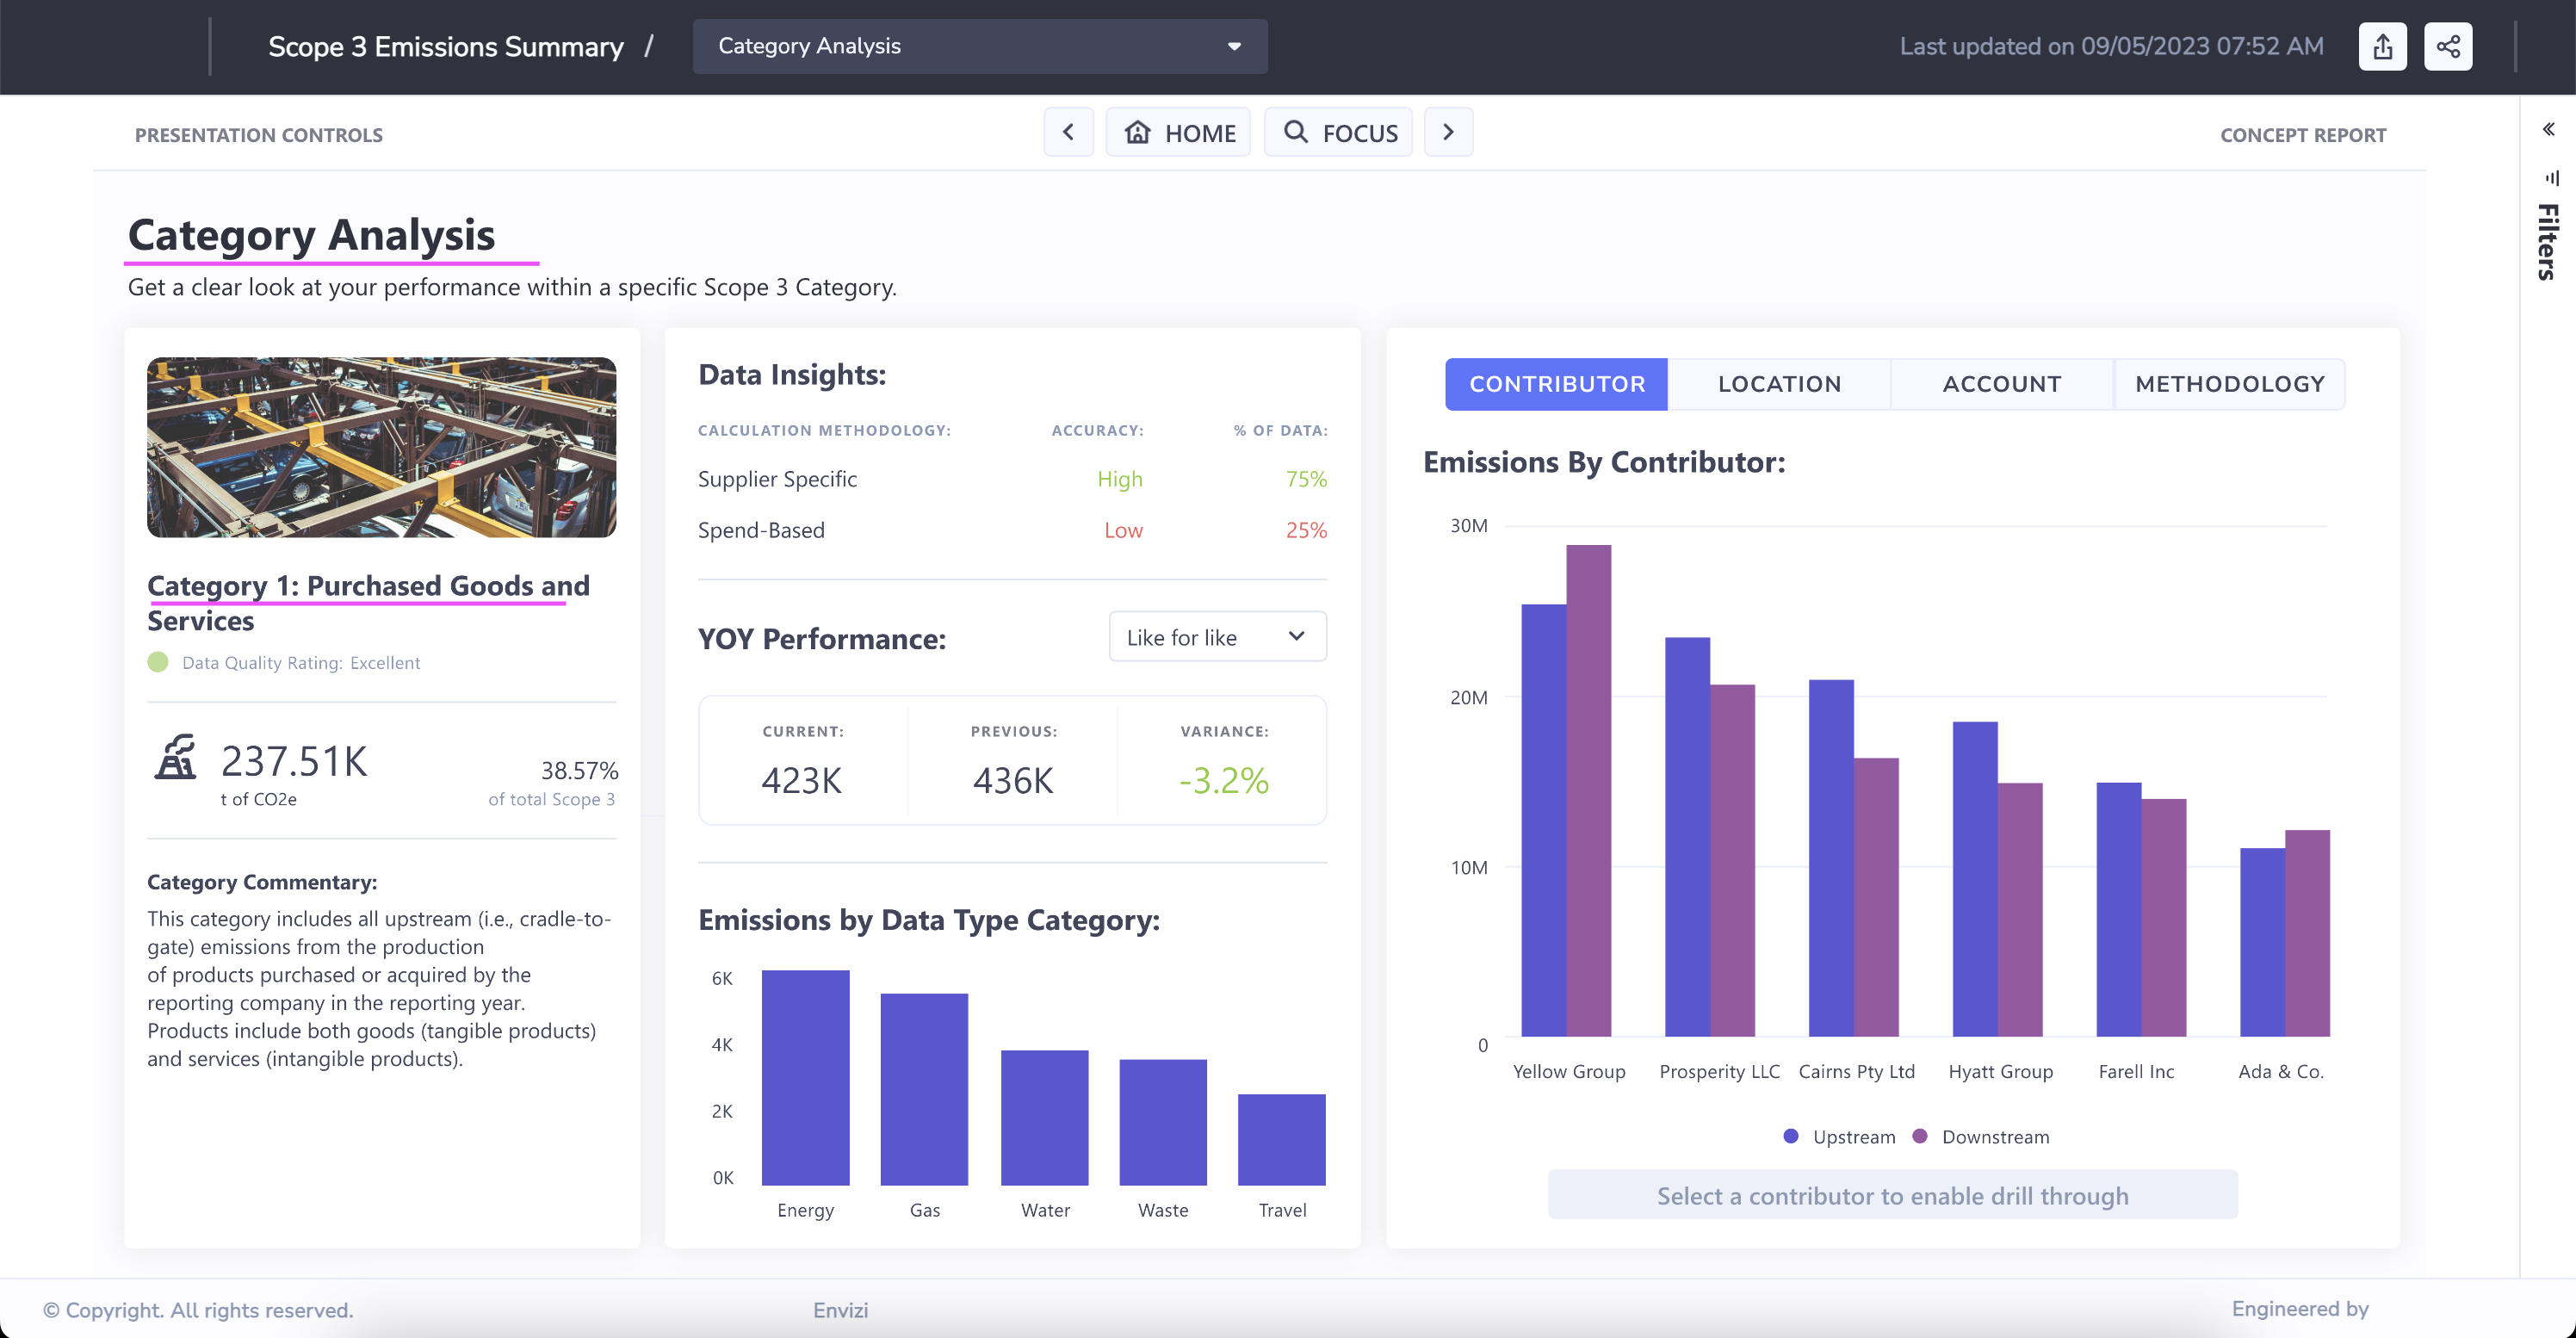 Scope 3 Emissions Summary /
Category Analysis
Last updated on 09/05/2023 07:52 AM
PRESENTATION CONTROLS
HOME
FOCUS
CONCEPT REPORT
Filters
Category Analysis
Get a clear look at your performance within a specific Scope 3 Category.
Category 1: Purchased Goods and
Services
Data Quality Rating: Excellent
237.51K
t of CO2e
38.57%
of total Scope 3
Category Commentary:
This category includes all upstream (i.e., cradle-to-
gate) emissions from the production
of products purchased or acquired by the
reporting company in the reporting year.
Products include both goods (tangible products)
and services (intangible products).
Data Insights:
CALCULATION METHODOLOGY: ACCURACY: % OF DATA:
Supplier Specific High 75%
Spend-Based Low 25%
YOY Performance:
Like for like
CURRENT: PREVIOUS: VARIANCE:
423K 436K -3.2%
Emissions by Data Type Category:
6K
4K
2K
0K
Energy Gas Water Waste Travel
CONTRIBUTOR LOCATION ACCOUNT METHODOLOGY
Emissions By Contributor:
30M
20M
10M
0
Yellow Group Prosperity LLC Cairns Pty Ltd Hyatt Group Farell Inc Ada & Co.
Upstream Downstream
Select a contributor to enable drill through
© Copyright. All rights reserved.
Envizi
Engineered by